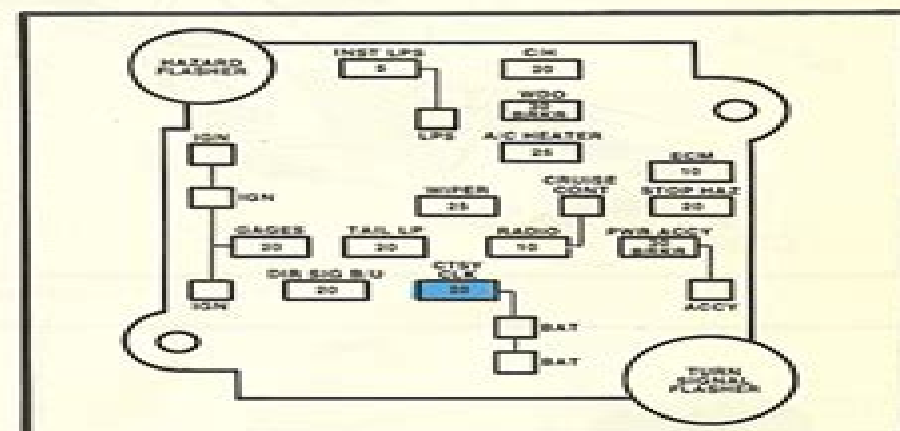 HAZARD
FLASHER
INST LPS
5
LPS
C/H
20
WDO
30
BRKR
A/C HEATER
25
ECM
10
IGN
IGN
WIPER
25
CRUISE
CONT
STOP HAZ
20
GAGES
20
TAIL LP
20
RADIO
10
PWR ACCY
30
BRKR
DIR SIG B/U
20
CTSY
CLK
20
IGN
ACCY
BAT
BAT
TURN
SIGNAL
FLASHER